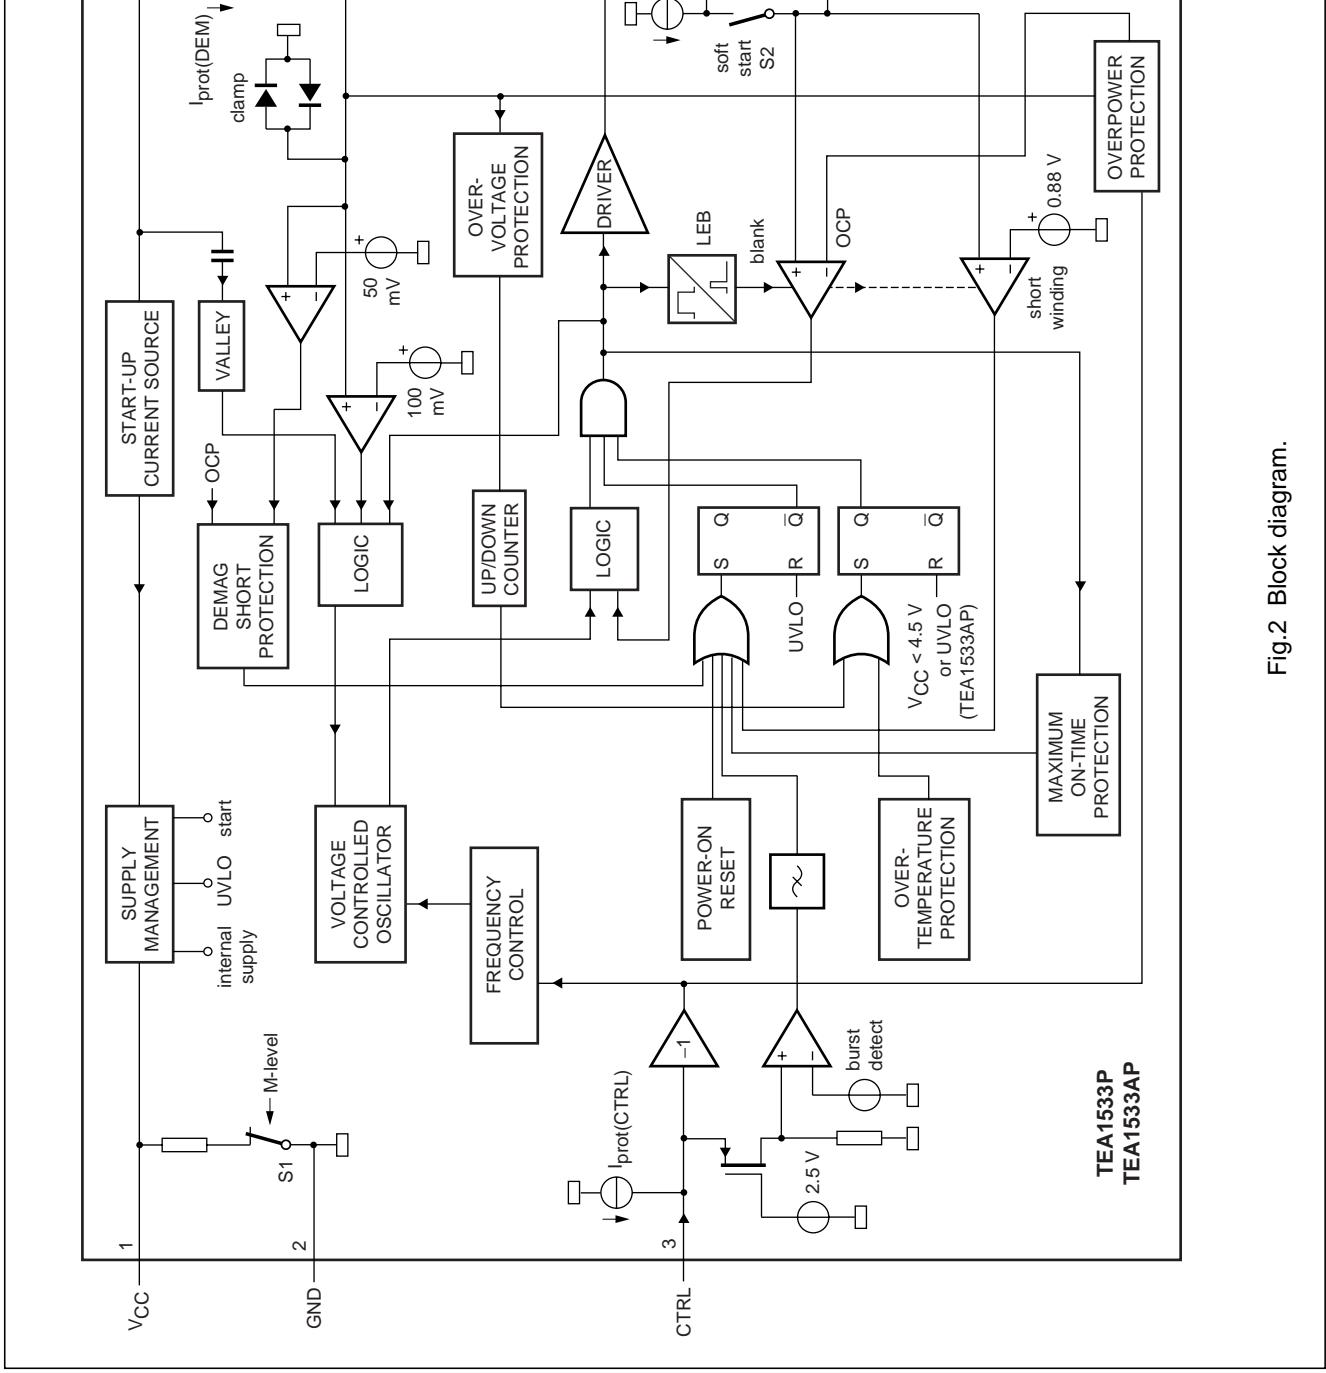 VCC
1
GND
2
CTRL
3
S1
M-level
SUPPLY
MANAGEMENT
internal
supply
UVLO
start
START-UP
CURRENT SOURCE
VALLEY
clamp
Iprot(DEM)
OCP
DEMAG
SHORT
PROTECTION
+
−
50
mV
+
LOGIC
+
−
100
mV
+
VOLTAGE
CONTROLLED
OSCILLATOR
FREQUENCY
CONTROL
OVER-
VOLTAGE
PROTECTION
UP/DOWN
COUNTER
LOGIC
DRIVER
LEB
blank
soft
start
S2
+
−
OCP
+
−
short
winding
+
0.88 V
OVERPOWER
PROTECTION
S
Q
R
Q
UVLO
S
Q
R
Q
VCC < 4.5 V
or UVLO
(TEA1533AP)
Iprot(CTRL)
−1
2.5 V
+
−
burst
detect
POWER-ON
RESET
OVER-
TEMPERATURE
PROTECTION
MAXIMUM
ON-TIME
PROTECTION
TEA1533P
TEA1533AP
Fig.2 Block diagram.